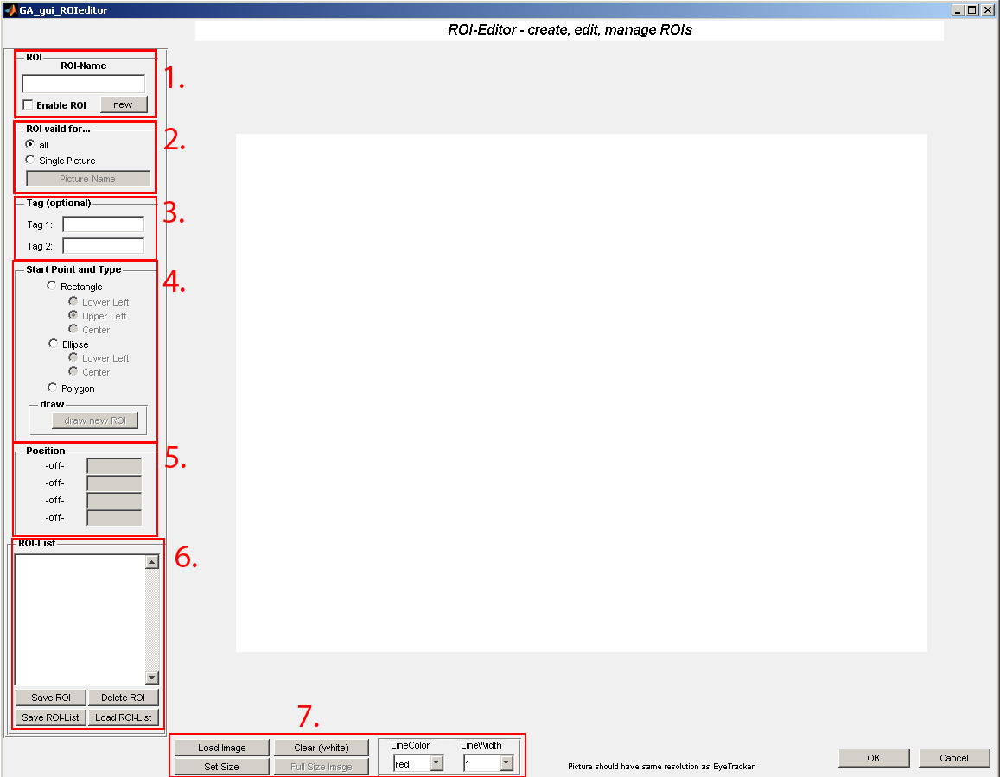 GA_gui_ROIeditor
ROI-Editor - create, edit, manage ROIs
ROI
ROI-Name
1.
Enable ROI
new
ROI vaild for...
2.
all
Single Picture
Picture-Name
Tag (optional)
3.
Tag 1:
Tag 2:
Start Point and Type
4.
Rectangle
Lower Left
Upper Left
Center
Ellipse
Lower Left
Center
Polygon
draw
draw new ROI
Position
5.
-off-
-off-
-off-
-off-
ROI-List
6.
Save ROI Delete ROI
Save ROI-List Load ROI-List
7.
Load Image Clear (white) LineColor LineWidth
Set Size Full Size Image red 1
Picture should have same resolution as EyeTracker
OK Cancel